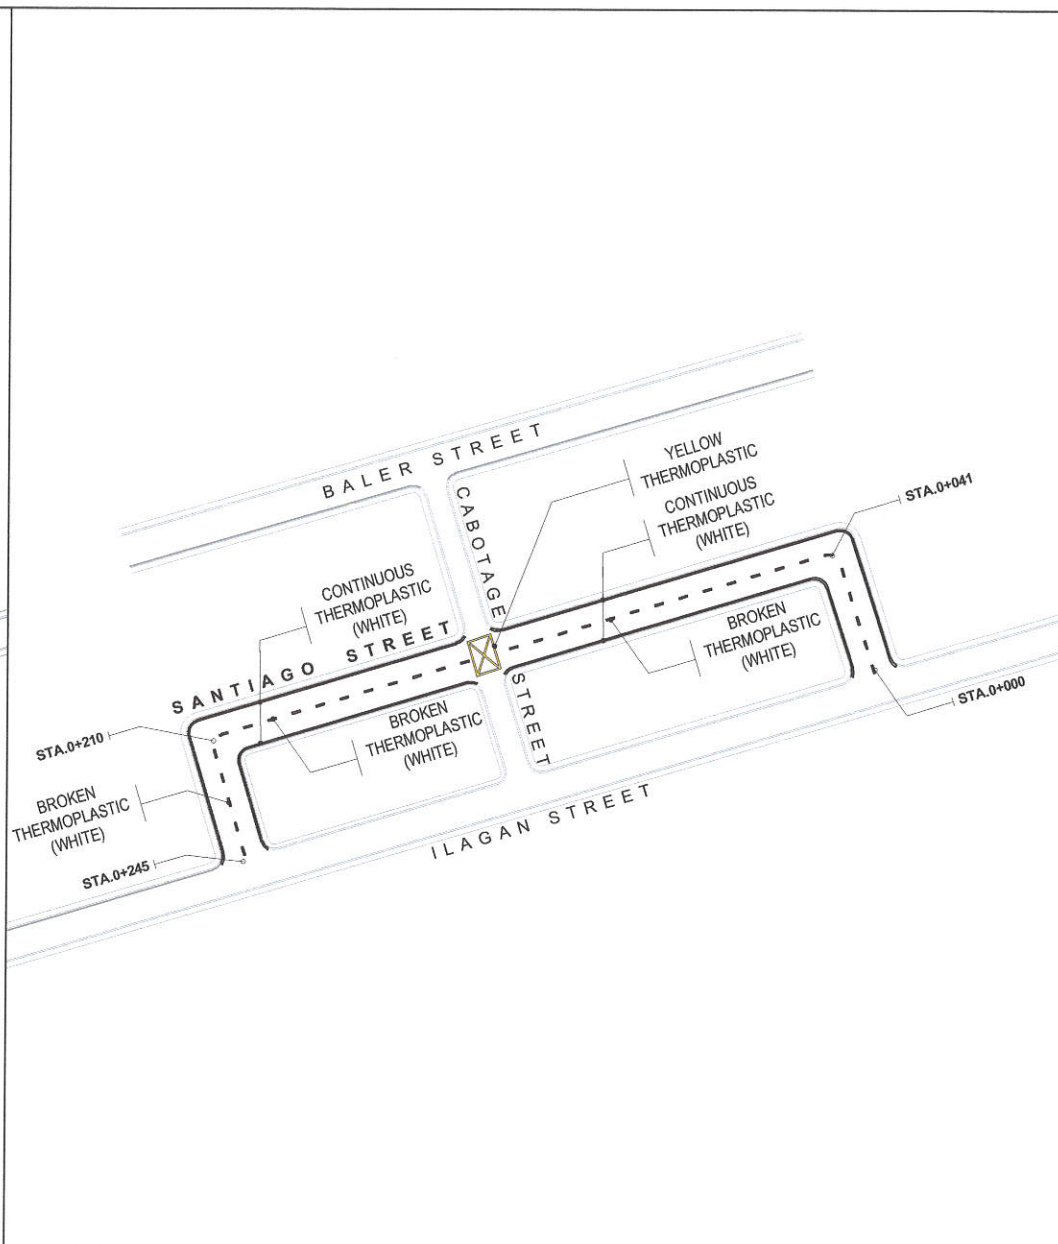 BALER STREET
CABOTAGE
STREET
YELLOW
THERMOPLASTIC
CONTINUOUS
THERMOPLASTIC
(WHITE)
STA.0+041
CONTINUOUS
THERMOPLASTIC
(WHITE)
SANTIAGO STREET
BROKEN
THERMOPLASTIC
(WHITE)
STA.0+000
STA.0+210
BROKEN
THERMOPLASTIC
(WHITE)
BROKEN
THERMOPLASTIC
(WHITE)
STA.0+245
ILAGAN STREET